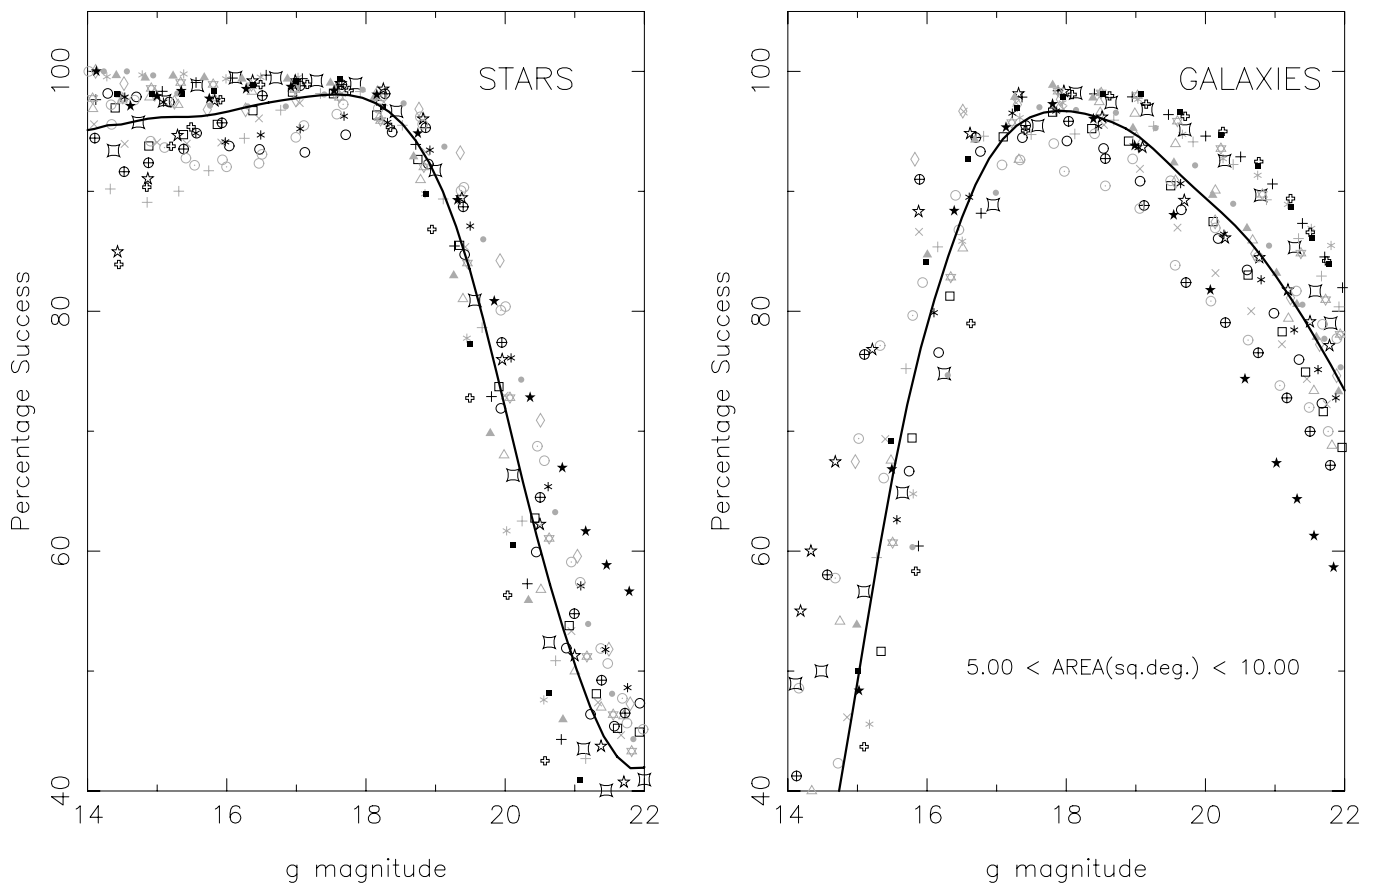 STARS
100
80
60
40
Percentage Success
14 16 18 20 22
g magnitude
GALAXIES
100
80
60
40
Percentage Success
5.00 < AREA(sq.deg.) < 10.00
14 16 18 20 22
g magnitude